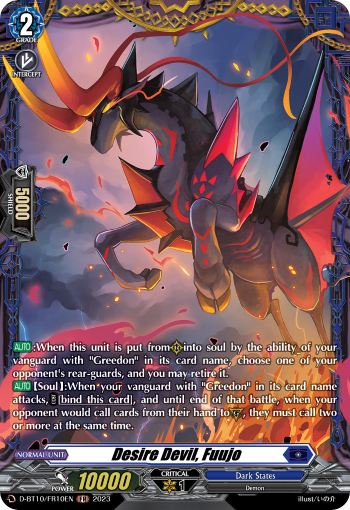 2
GRADE
INTERCEPT
5000
SHIELD
AUTO:When this unit is put from into soul by the ability of your
vanguard with "Greedon" in its card name, choose one of your
opponent's rear-guards, and you may retire it.
AUTO[Soul]:When your vanguard with "Greedon" in its card name
attacks, [bind this card], and until end of that battle, when your
opponent would call cards from their hand to , they must call two
or more at the same time.
NORMAL UNIT
Desire Devil, Fuujo
POWER 10000
CRITICAL
1
Dark States
Demon
D-BT10/FR10EN FR 2023
illust/いの介